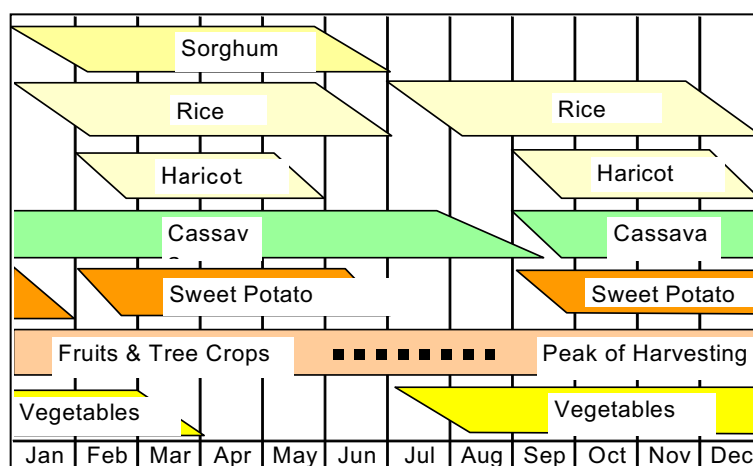 Sorghum
Rice
Rice
Haricot
Haricot
Cassav
Cassava
Sweet Potato
Sweet Potato
Fruits & Tree Crops
Peak of Harvesting
Vegetables
Vegetables
Jan Feb Mar Apr May Jun Jul Aug Sep Oct Nov Dec